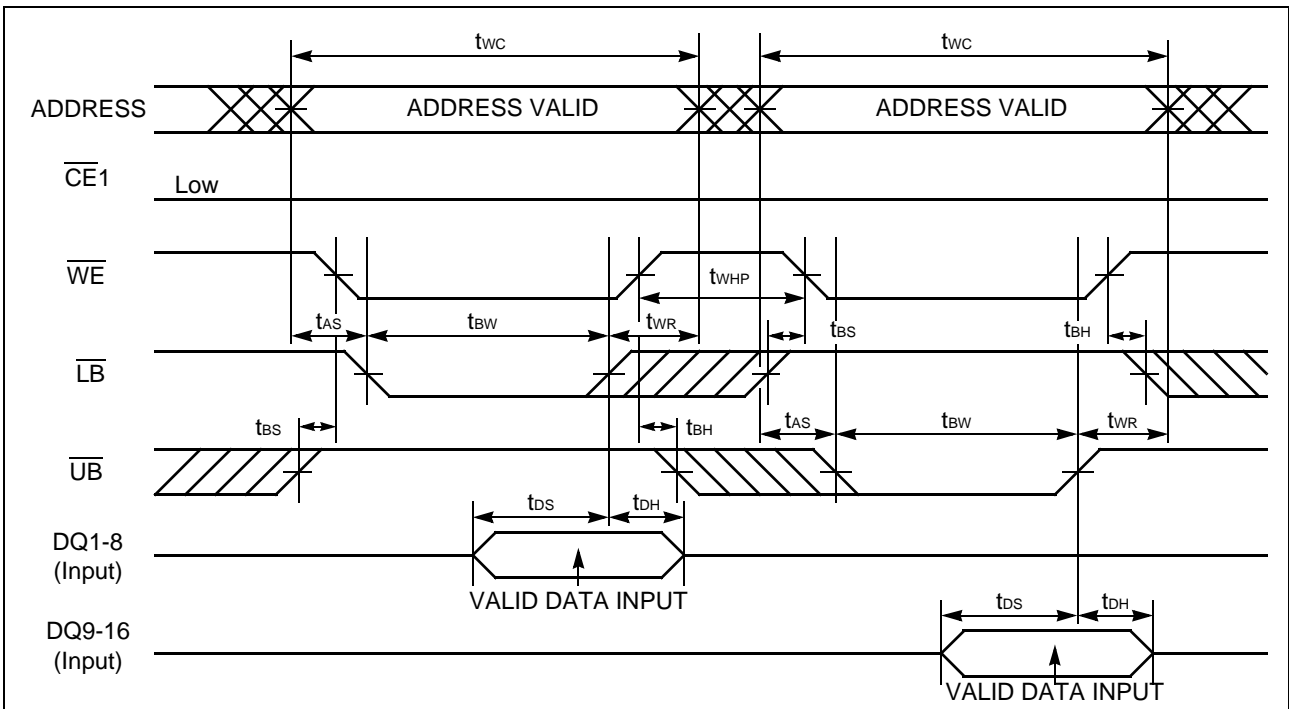 tWC tWC
ADDRESS ADDRESS VALID ADDRESS VALID
CE1 Low
WE
tWHP
tAS tBW tWR tBS tBH
LB
tBS tBH tAS tBW tWR
UB
tDS tDH
DQ1-8
(Input)
VALID DATA INPUT
tDS tDH
DQ9-16
(Input)
VALID DATA INPUT